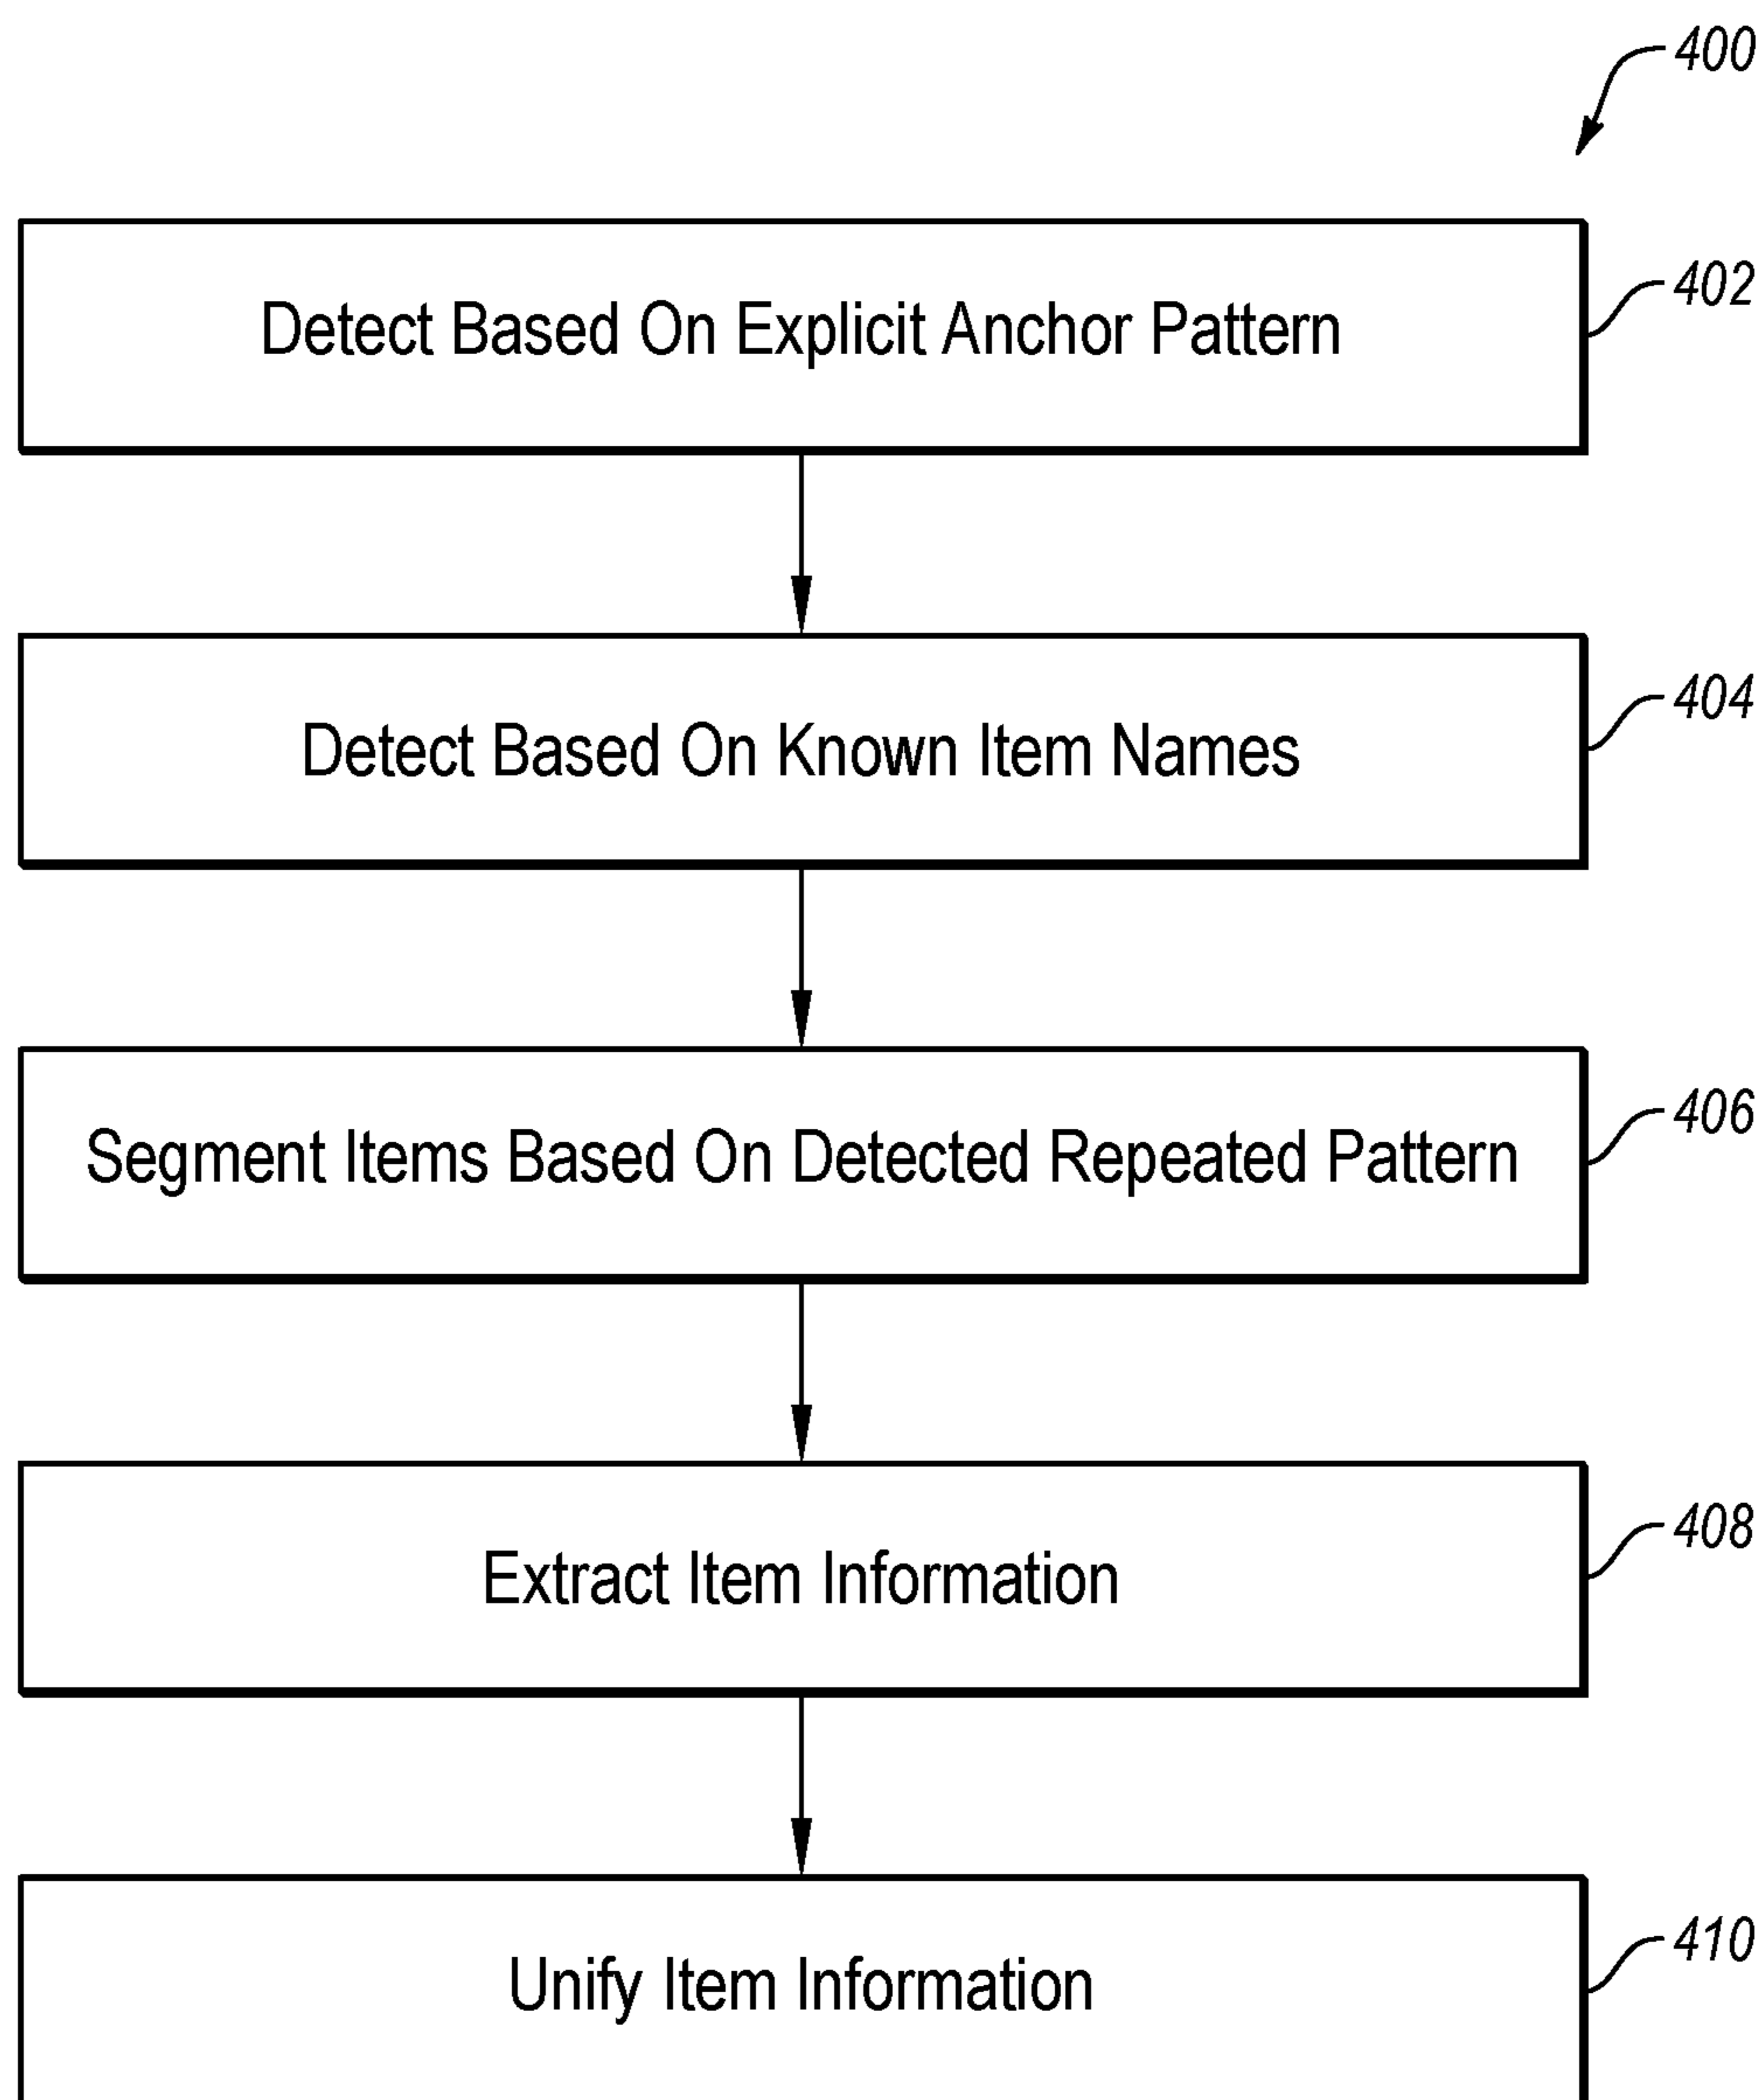 400
Detect Based On Explicit Anchor Pattern
402
Detect Based On Known Item Names
404
Segment Items Based On Detected Repeated Pattern
406
Extract Item Information
408
Unify Item Information
410